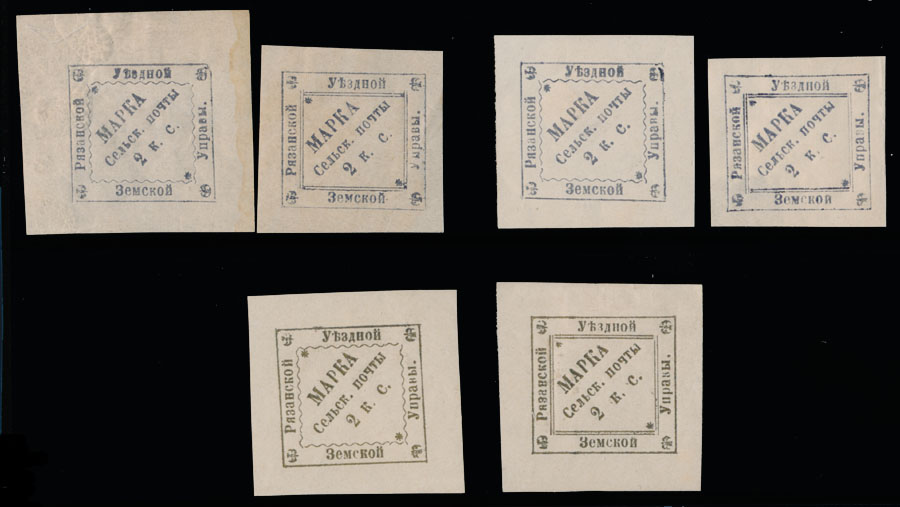 Уѣздной
Рязанской
МАРКА
Сельск. почты
2 к. с.
Управы.
Земской
Уѣздной
Рязанской
МАРКА
Сельск. почты
2 к. с.
Управы.
Земской
Уѣздной
Рязанской
МАРКА
Сельск. почты
2 к. с.
Управы.
Земской
Уѣздной
Рязанской
МАРКА
Сельск. почты
2 к. с.
Управы.
Земской
Уѣздной
Рязанской
МАРКА
Сельск. почты
2 к. с.
Управы.
Земской
Уѣздной
Рязанской
МАРКА
Сельск. почты
2 к. с.
Управы.
Земской